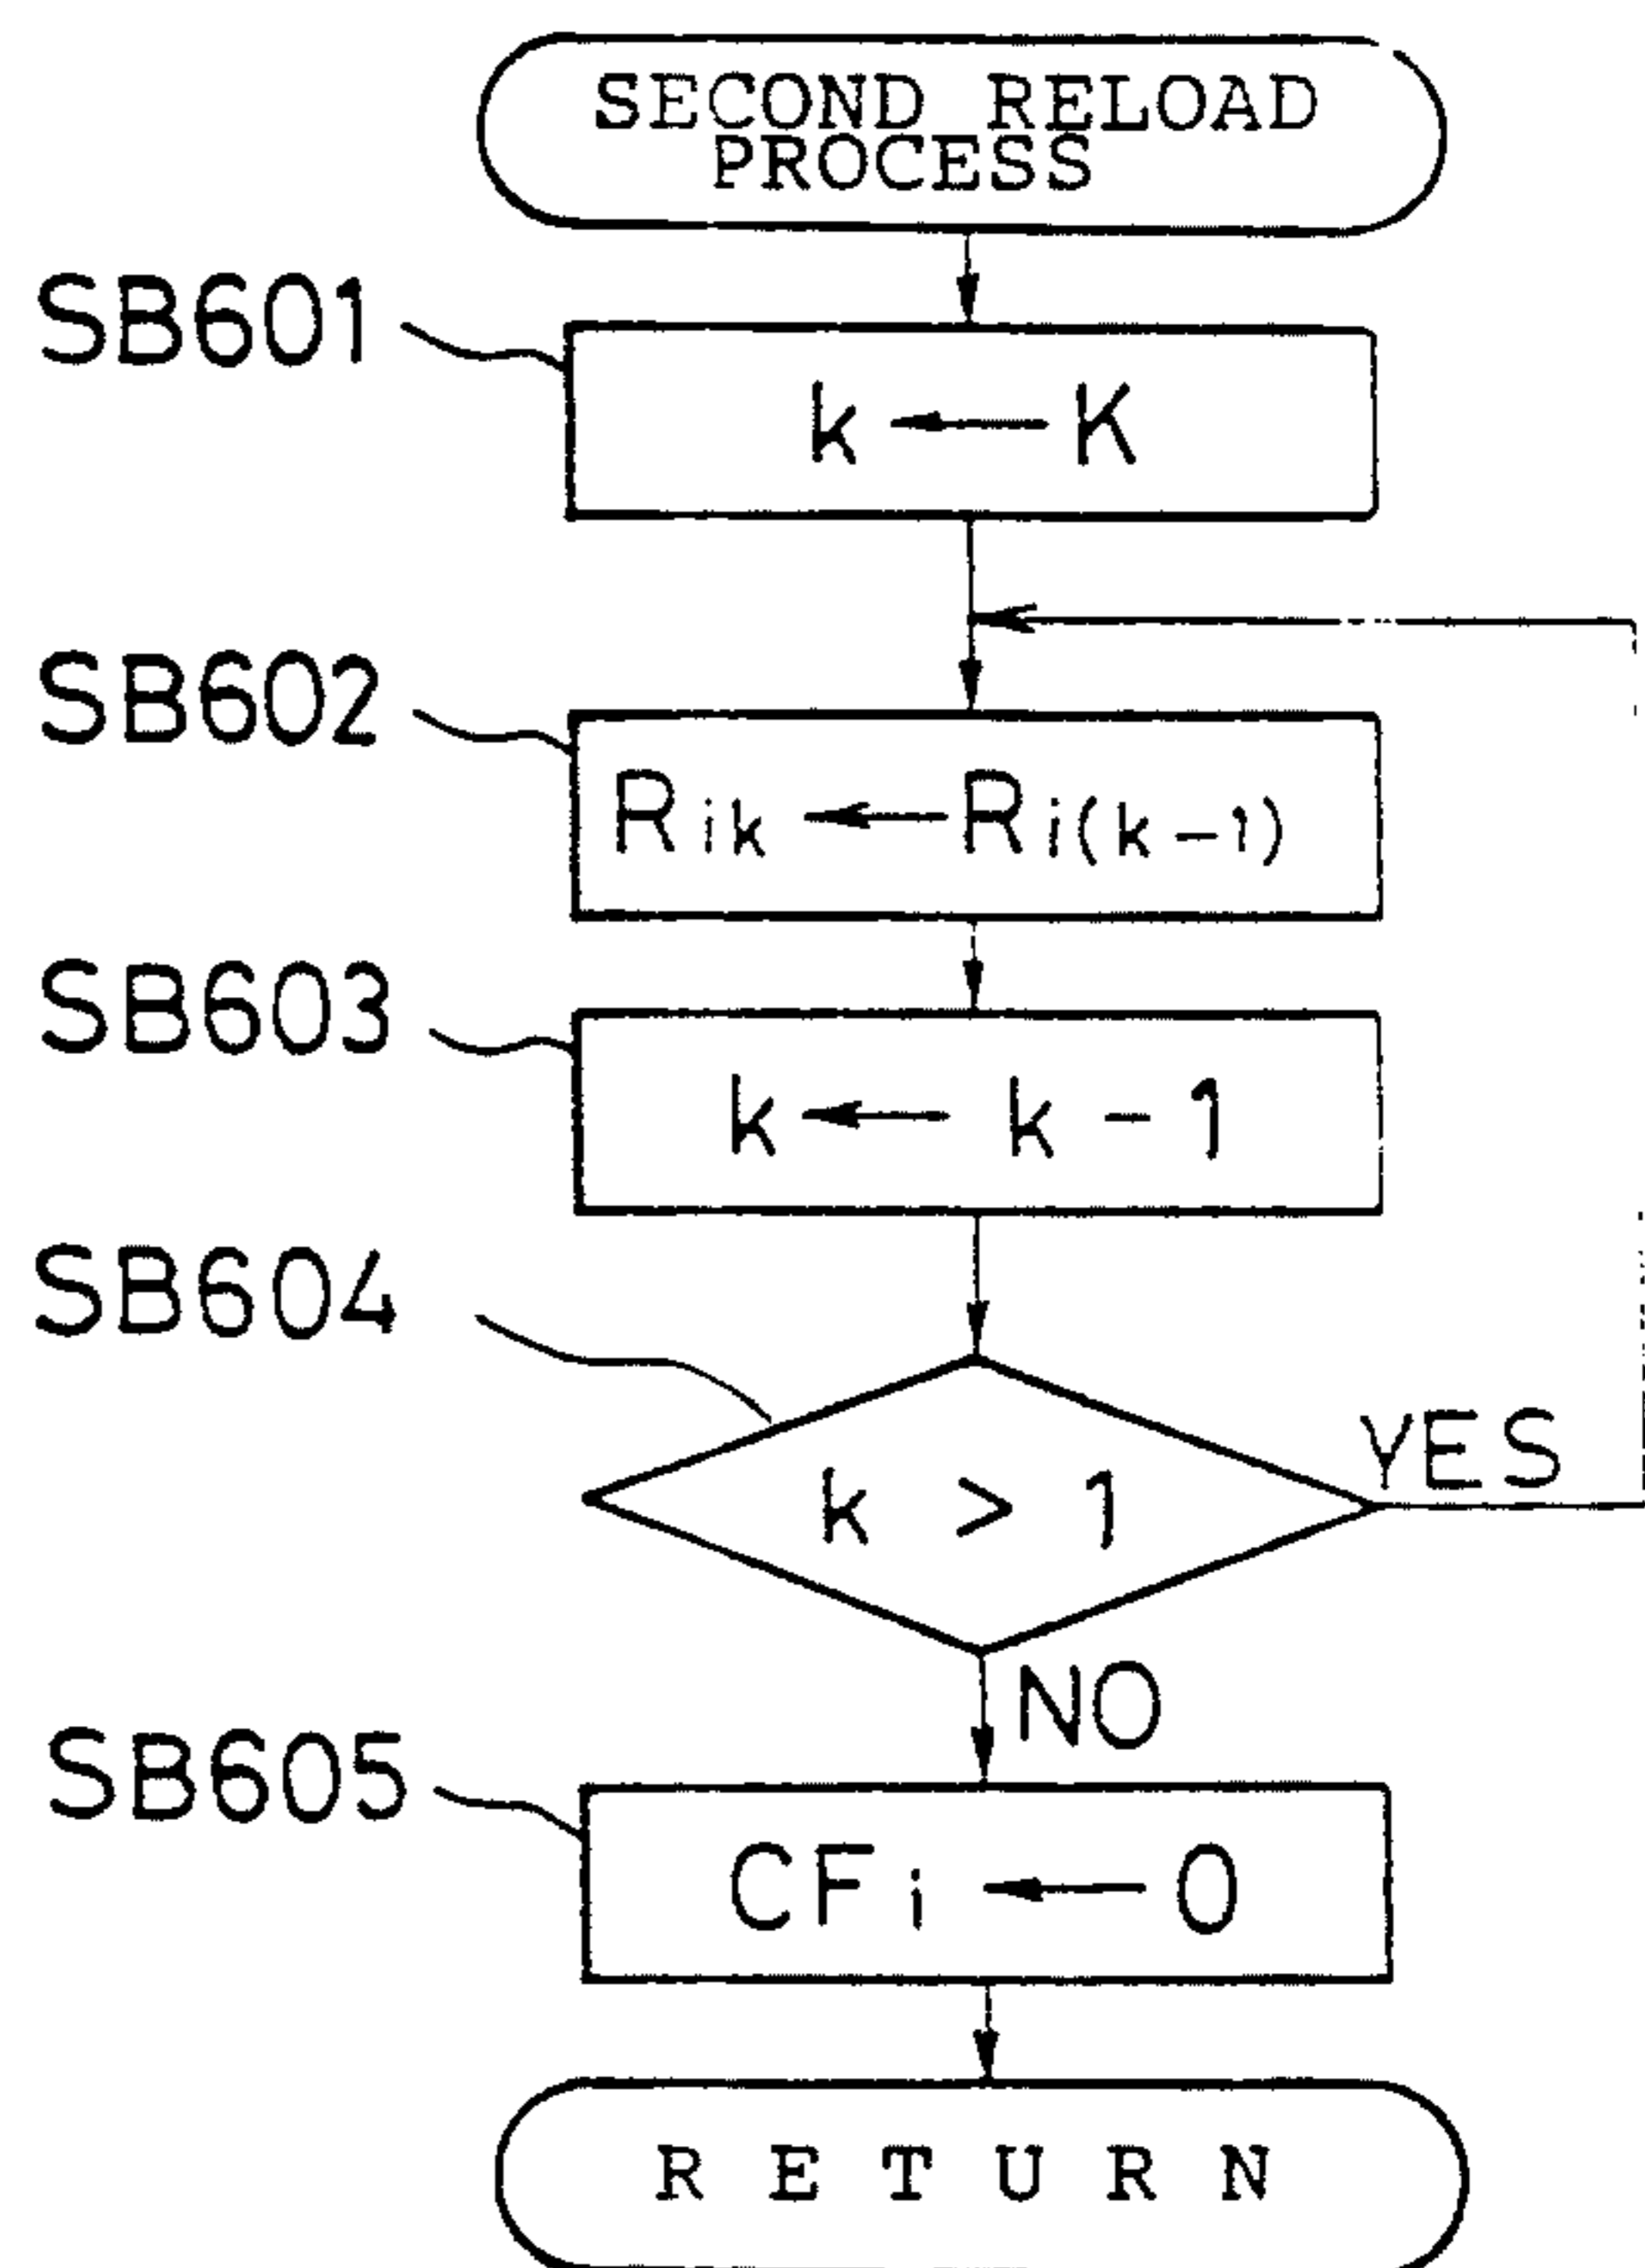 SECOND RELOAD
PROCESS
SB601
k ← K
SB602
Rik ← Ri(k-1)
SB603
k ← k - 1
SB604
k > 1
YES
NO
SB605
CFi ← 0
RETURN